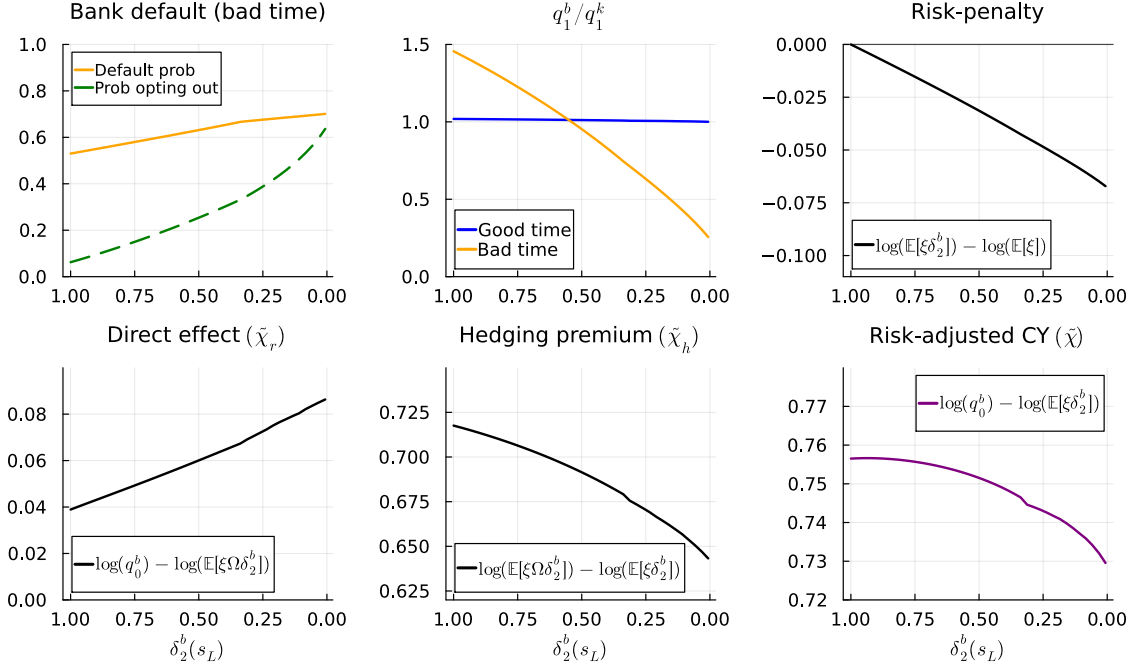 Bank default (bad time)
1.0
0.8
0.6
0.4
0.2
0.0
Default prob
Prob opting out
1.00 0.75 0.50 0.25 0.00
q_1^b/q_1^k
1.5
1.0
0.5
0.0
Good time
Bad time
1.00 0.75 0.50 0.25 0.00
Risk-penalty
0.000
−0.025
−0.050
−0.075
−0.100
log(𝔼[ξδ_2^b]) − log(𝔼[ξ])
1.00 0.75 0.50 0.25 0.00
Direct effect (χ̃_r)
0.08
0.06
0.04
0.02
0.00
log(q_0^b) − log(𝔼[ξΩδ_2^b])
1.00 0.75 0.50 0.25 0.00
δ_2^b(s_L)
Hedging premium (χ̃_h)
0.725
0.700
0.675
0.650
0.625
log(𝔼[ξΩδ_2^b]) − log(𝔼[ξδ_2^b])
1.00 0.75 0.50 0.25 0.00
δ_2^b(s_L)
Risk-adjusted CY (χ̃)
log(q_0^b) − log(𝔼[ξδ_2^b])
0.77
0.76
0.75
0.74
0.73
0.72
1.00 0.75 0.50 0.25 0.00
δ_2^b(s_L)